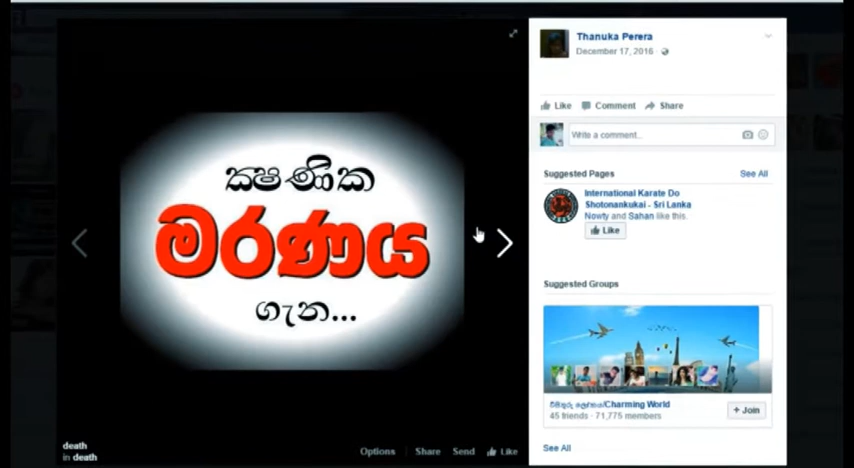 ක්ෂණික
මරණය
ගැන...
death
in death
Options
Share
Send
Like
Thanuka Perera
December 17, 2016
Like
Comment
Share
Write a comment...
Suggested Pages
See All
International Karate Do
Shotonankukai - Sri Lanka
Nowty and Sahan like this.
Like
Suggested Groups
Charming World
45 friends · 71,775 members
+ Join
See All